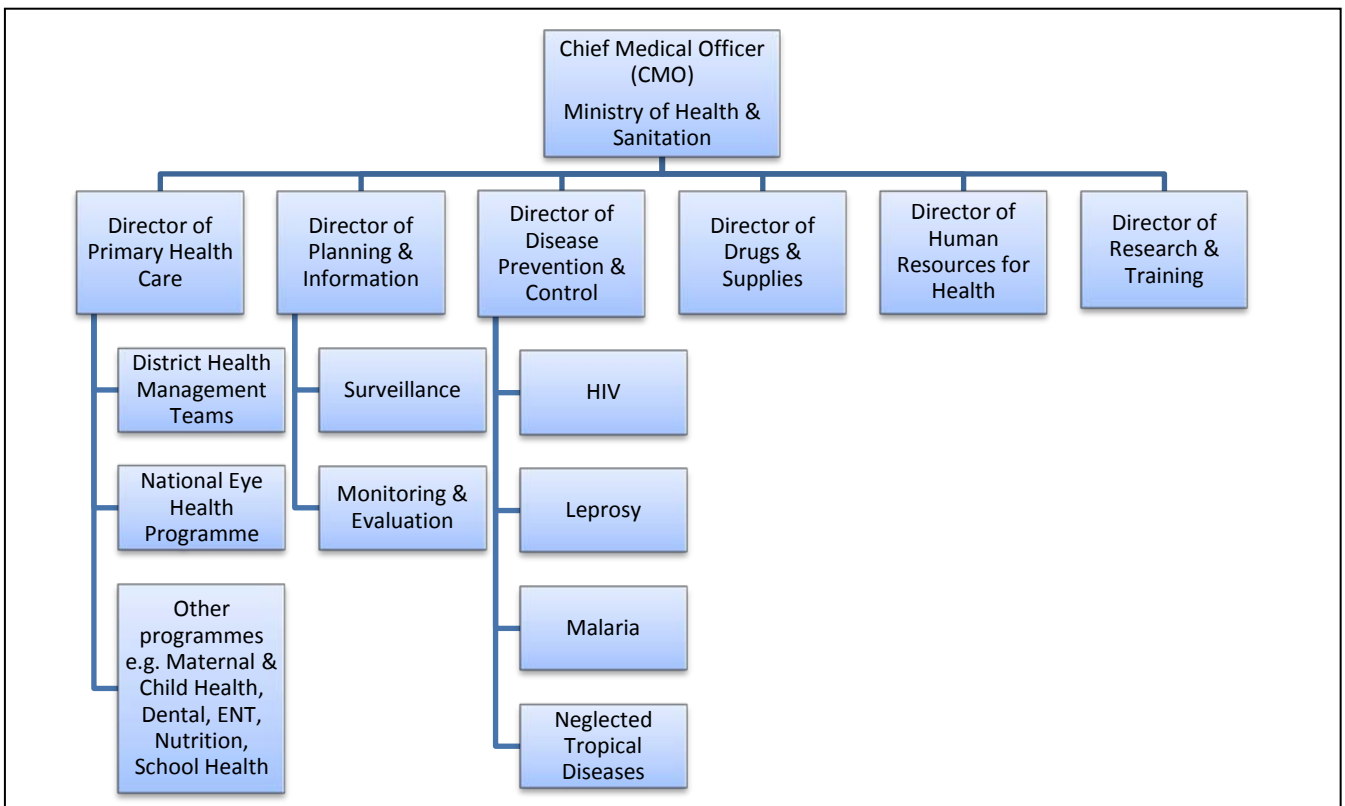 Chief Medical Officer
(CMO)
Ministry of Health &
Sanitation
Director of
Primary Health
Care
Director of
Planning &
Information
Director of
Disease
Prevention &
Control
Director of
Drugs &
Supplies
Director of
Human
Resources for
Health
Director of
Research &
Training
District Health
Management
Teams
National Eye
Health
Programme
Other
programmes
e.g. Maternal &
Child Health,
Dental, ENT,
Nutrition,
School Health
Surveillance
Monitoring &
Evaluation
HIV
Leprosy
Malaria
Neglected
Tropical
Diseases